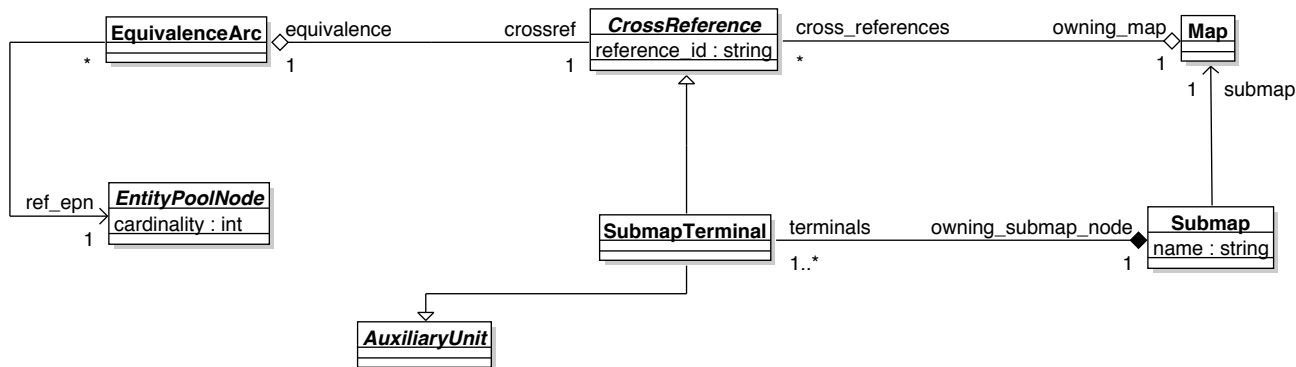 EquivalenceArc
equivalence
crossref
CrossReference
cross_references
owning_map
Map
reference_id : string
*
1
1
*
1
1
submap
ref_epn
EntityPoolNode
cardinality : int
1
SubmapTerminal
terminals
owning_submap_node
Submap
name : string
1..*
1
AuxiliaryUnit